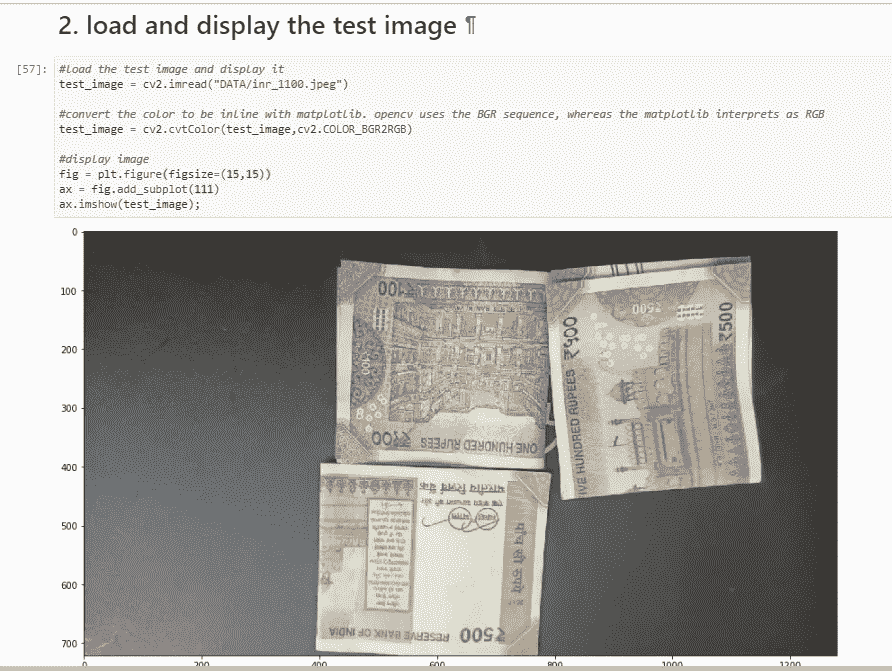 2. load and display the test image ¶
[57]:
#load the test image and display it
test_image = cv2.imread("DATA/inr_1100.jpeg")
#convert the color to be inline with matplotlib. opencv uses the BGR sequence, whereas the matplotlib interprets as RGB
test_image = cv2.cvtColor(test_image,cv2.COLOR_BGR2RGB)
#display image
fig = plt.figure(figsize=(15,15))
ax = fig.add_subplot(111)
ax.imshow(test_image);
0
100
200
300
400
500
600
700
₹100
ONE HUNDRED RUPEES
₹500
₹500
HUNDRED RUPEES
भारतीय रिज़र्व बैंक
पाँच सौ रुपये
RESERVE BANK OF INDIA
₹500
0 200 400 600 800 1000 1200